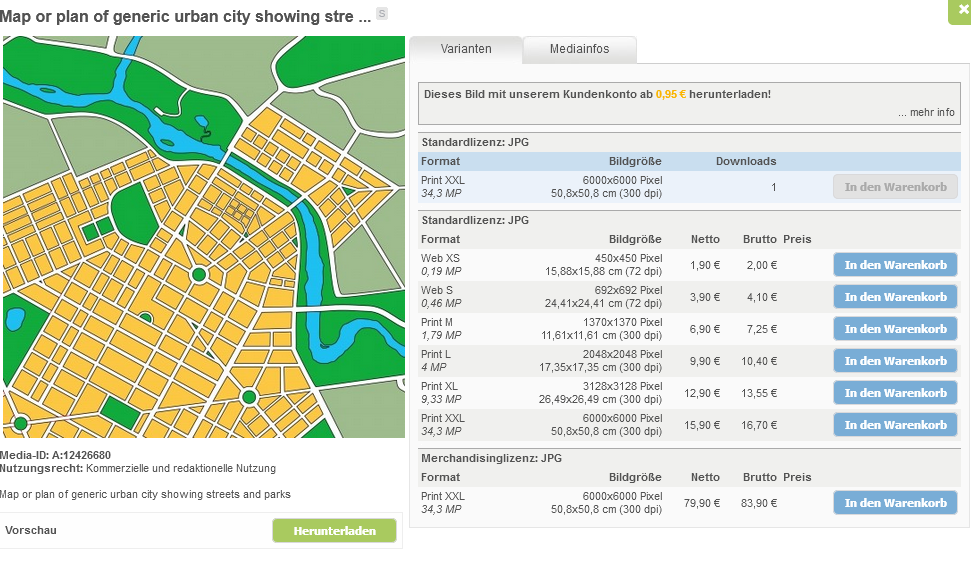 Map or plan of generic urban city showing stre ... S
Varianten
Mediainfos
Dieses Bild mit unserem Kundenkonto ab 0,95 € herunterladen!
... mehr info
Standardlizenz: JPG
Format Bildgröße Downloads
Print XXL 6000x6000 Pixel
34,3 MP 50,8x50,8 cm (300 dpi)
1
In den Warenkorb
Standardlizenz: JPG
Format Bildgröße Netto Brutto Preis
Web XS 450x450 Pixel
0,19 MP 15,88x15,88 cm (72 dpi)
1,90 € 2,00 €
In den Warenkorb
Web S 692x692 Pixel
0,46 MP 24,41x24,41 cm (72 dpi)
3,90 € 4,10 €
In den Warenkorb
Print M 1370x1370 Pixel
1,79 MP 11,61x11,61 cm (300 dpi)
6,90 € 7,25 €
In den Warenkorb
Print L 2048x2048 Pixel
4 MP 17,35x17,35 cm (300 dpi)
9,90 € 10,40 €
In den Warenkorb
Print XL 3128x3128 Pixel
9,33 MP 26,49x26,49 cm (300 dpi)
12,90 € 13,55 €
In den Warenkorb
Print XXL 6000x6000 Pixel
34,3 MP 50,8x50,8 cm (300 dpi)
15,90 € 16,70 €
In den Warenkorb
Merchandisinglizenz: JPG
Format Bildgröße Netto Brutto Preis
Print XXL 6000x6000 Pixel
34,3 MP 50,8x50,8 cm (300 dpi)
79,90 € 83,90 €
In den Warenkorb
Media-ID: A:12426680
Nutzungsrecht: Kommerzielle und redaktionelle Nutzung
Map or plan of generic urban city showing streets and parks
Vorschau
Herunterladen